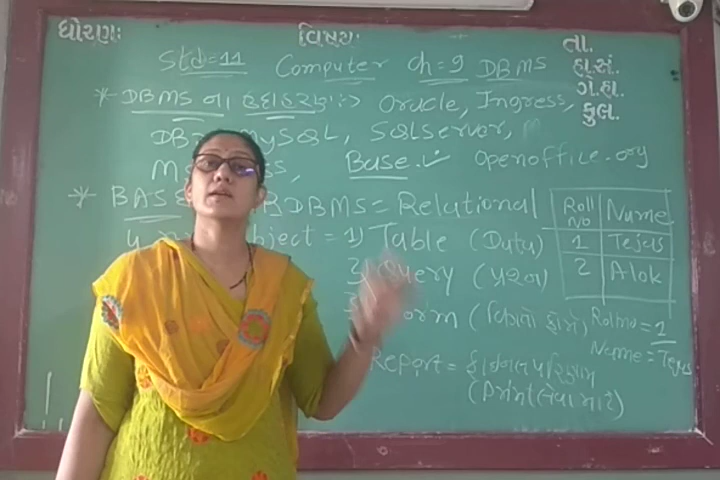 ધોરણઃ વિષયઃ તા.
Std=11 Computer ch=9 DBMS હા.સં.
ગે.હા.
* DBMS ના ઉદાહરણ :-> Oracle, Ingress, કુલ.
MySQL, SQLServer,
Base. ✓ Openoffice.org
* BASE RDBMS = Relational
Object = 1) Table (Data)
Query (પ્રશ્ન)
orm
Report =
(Print લેવા માટે)
Roll No Name
1 Tejas
2 Alok
Rollno = 1
Name = Tejas